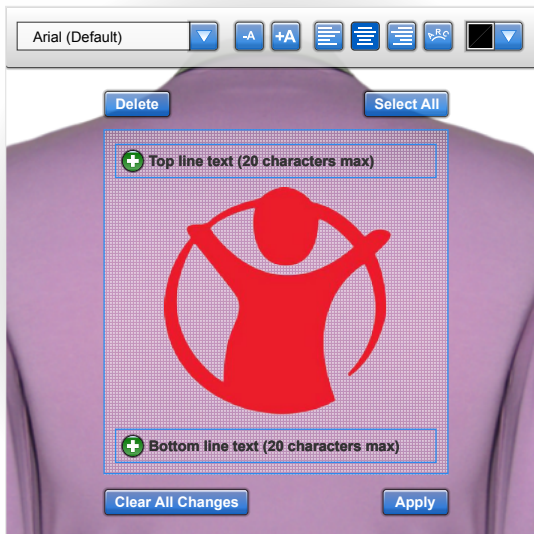 Arial (Default)
-A
+A
ARC
Delete
Select All
Top line text (20 characters max)
Bottom line text (20 characters max)
Clear All Changes
Apply